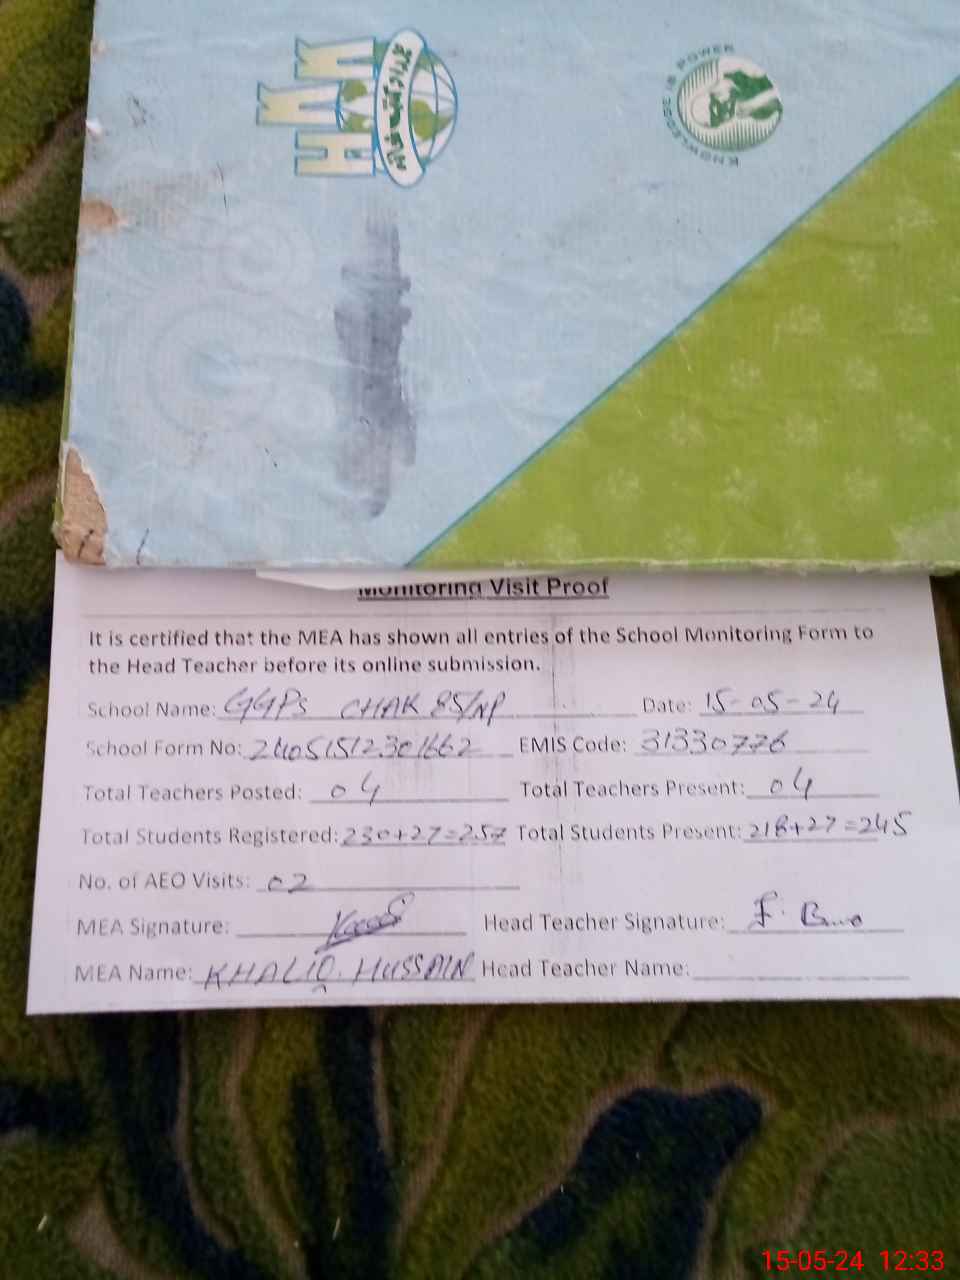 KNOWLEDGE IS POWER
Monitoring Visit Proof
It is certified that the MEA has shown all entries of the School Monitoring Form to
the Head Teacher before its online submission.
School Name: GGPS CHAK 85/NP Date: 15-05-24
School Form No: 24051512301662 EMIS Code: 31330776
Total Teachers Posted: 04 Total Teachers Present: 04
Total Students Registered: 230+27=257 Total Students Present: 218+27=245
No. of AEO Visits: 02
MEA Signature: Head Teacher Signature:
MEA Name: KHALIQ. HUSSAIN Head Teacher Name:
15-05-24 12:33